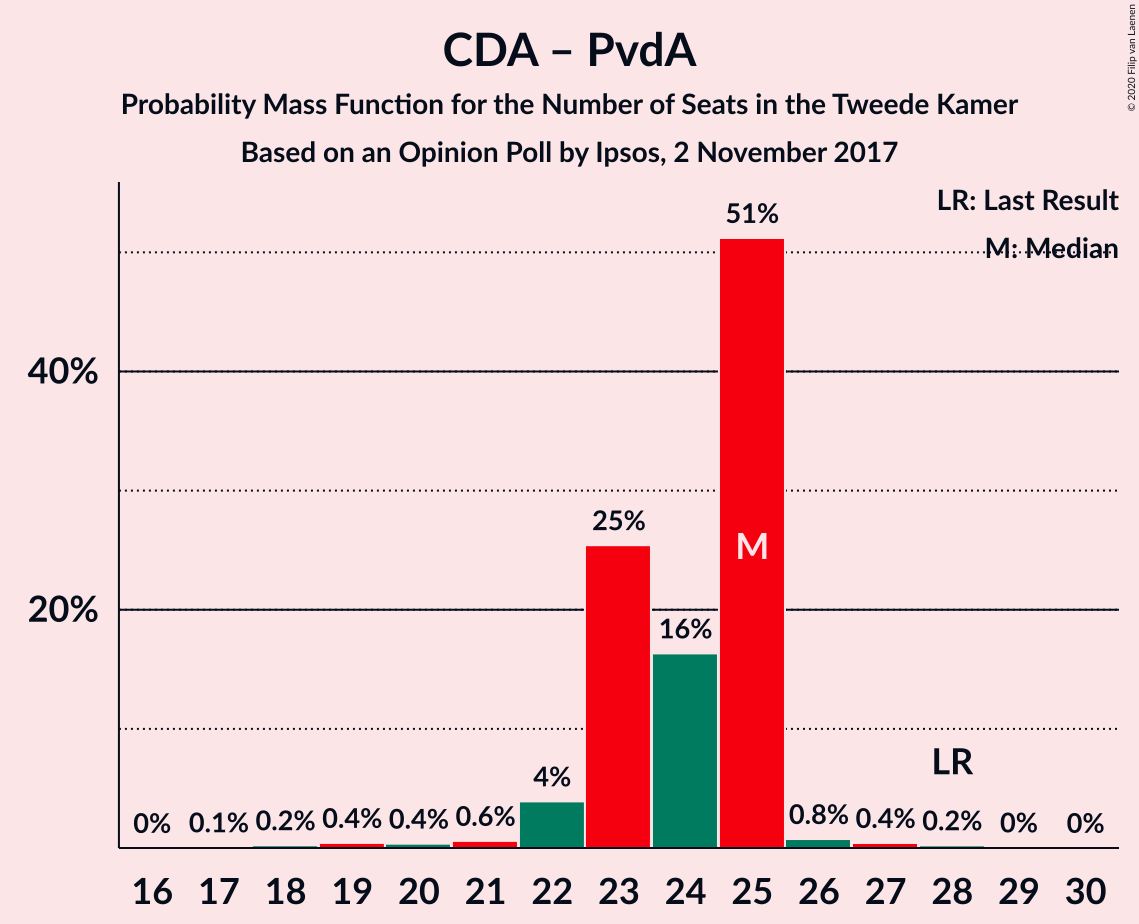 CDA – PvdA
Probability Mass Function for the Number of Seats in the Tweede Kamer
Based on an Opinion Poll by Ipsos, 2 November 2017
© 2020 Filip van Laenen
LR: Last Result
M: Median
51%
40%
25%
M
20%
16%
LR
4%
0% 0.1% 0.2% 0.4% 0.4% 0.6% 0.8% 0.4% 0.2% 0% 0%
16 17 18 19 20 21 22 23 24 25 26 27 28 29 30